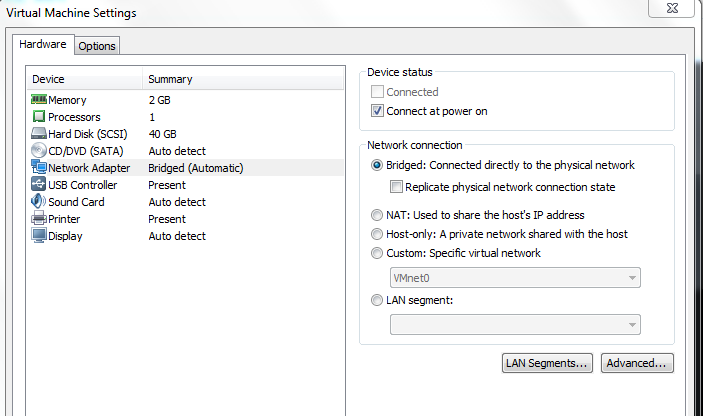 Virtual Machine Settings
Hardware Options
Device Summary
Memory 2 GB
Processors 1
Hard Disk (SCSI) 40 GB
CD/DVD (SATA) Auto detect
Network Adapter Bridged (Automatic)
USB Controller Present
Sound Card Auto detect
Printer Present
Display Auto detect
Device status
Connected
Connect at power on
Network connection
Bridged: Connected directly to the physical network
Replicate physical network connection state
NAT: Used to share the host's IP address
Host-only: A private network shared with the host
Custom: Specific virtual network
VMnet0
LAN segment:
LAN Segments... Advanced...